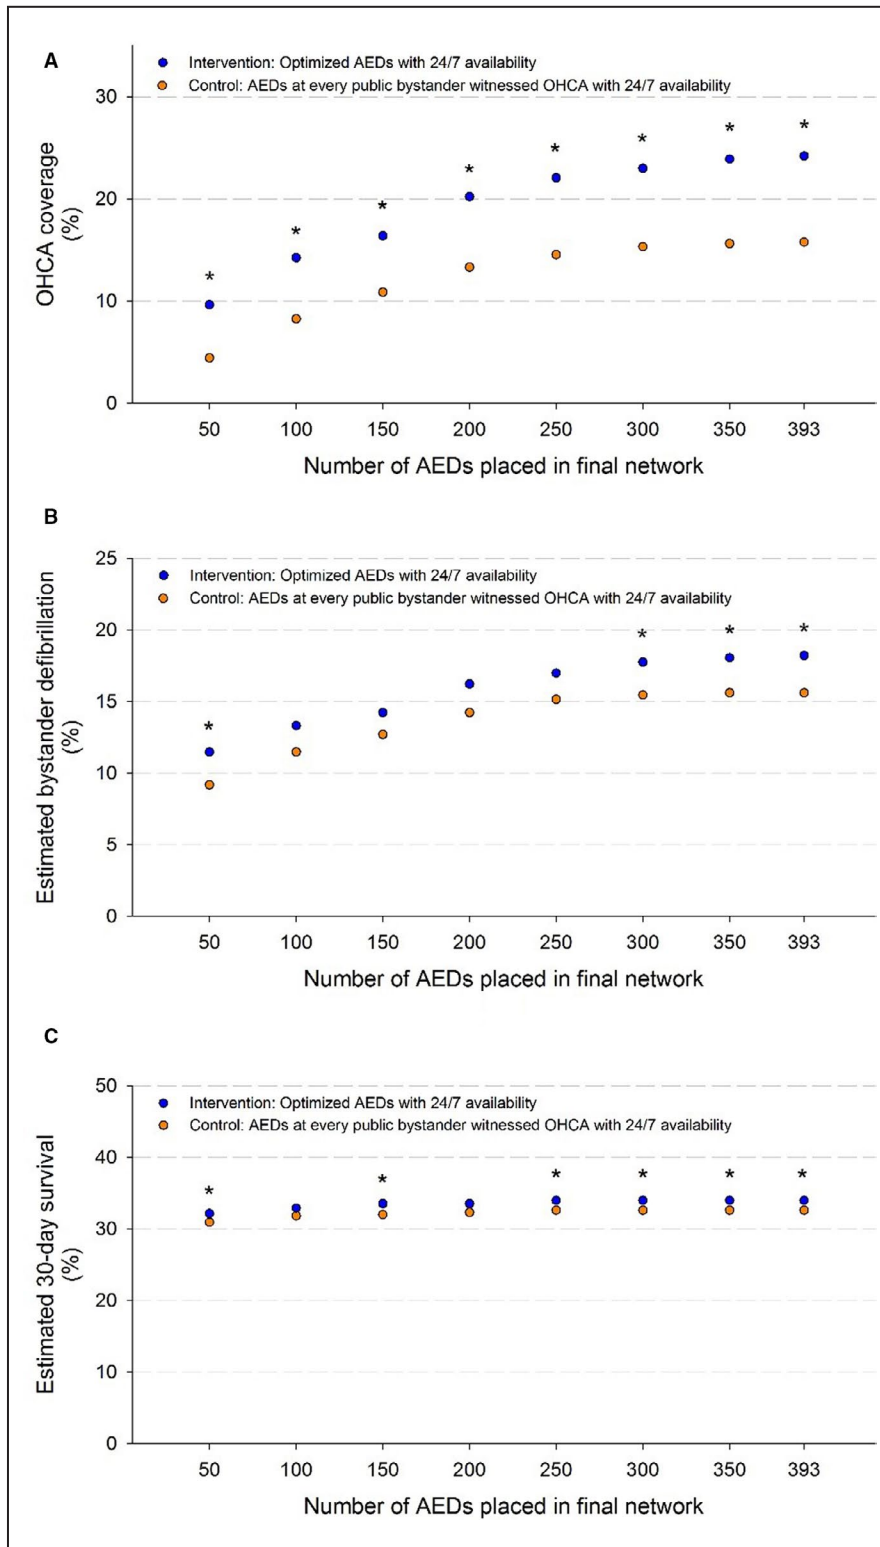 A
Intervention: Optimized AEDs with 24/7 availability
Control: AEDs at every public bystander witnessed OHCA with 24/7 availability
OHCA coverage
(%)
30
20
10
0
* * * * * * * *
50 100 150 200 250 300 350 393
Number of AEDs placed in final network
B
Intervention: Optimized AEDs with 24/7 availability
Control: AEDs at every public bystander witnessed OHCA with 24/7 availability
Estimated bystander defibrillation
(%)
25
20
15
10
5
0
* * * *
50 100 150 200 250 300 350 393
Number of AEDs placed in final network
C
Intervention: Optimized AEDs with 24/7 availability
Control: AEDs at every public bystander witnessed OHCA with 24/7 availability
Estimated 30-day survival
(%)
50
40
30
20
10
0
* * * * * *
50 100 150 200 250 300 350 393
Number of AEDs placed in final network